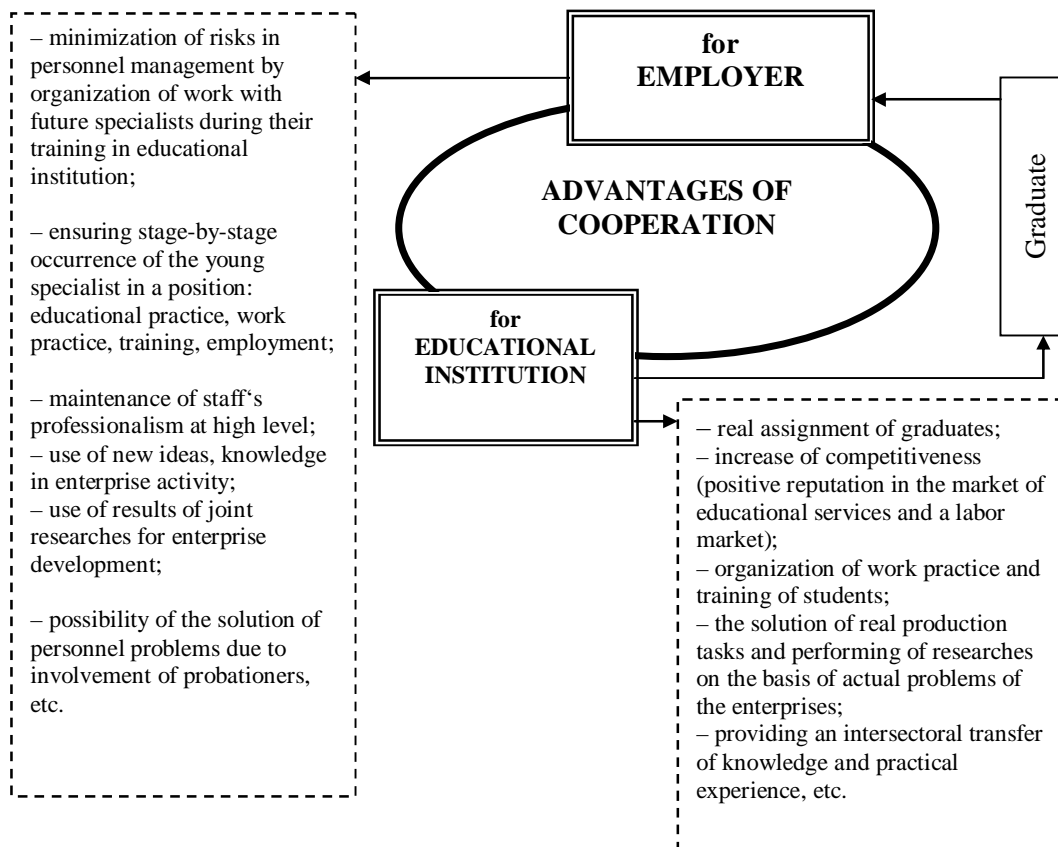 – minimization of risks in
personnel management by
organization of work with
future specialists during their
training in educational
institution;
– ensuring stage-by-stage
occurrence of the young
specialist in a position:
educational practice, work
practice, training, employment;
– maintenance of staff‘s
professionalism at high level;
– use of new ideas, knowledge
in enterprise activity;
– use of results of joint
researches for enterprise
development;
– possibility of the solution of
personnel problems due to
involvement of probationers,
etc.
for
EMPLOYER
ADVANTAGES OF
COOPERATION
for
EDUCATIONAL
INSTITUTION
Graduate
– real assignment of graduates;
– increase of competitiveness
(positive reputation in the market of
educational services and a labor
market);
– organization of work practice and
training of students;
– the solution of real production
tasks and performing of researches
on the basis of actual problems of
the enterprises;
– providing an intersectoral transfer
of knowledge and practical
experience, etc.